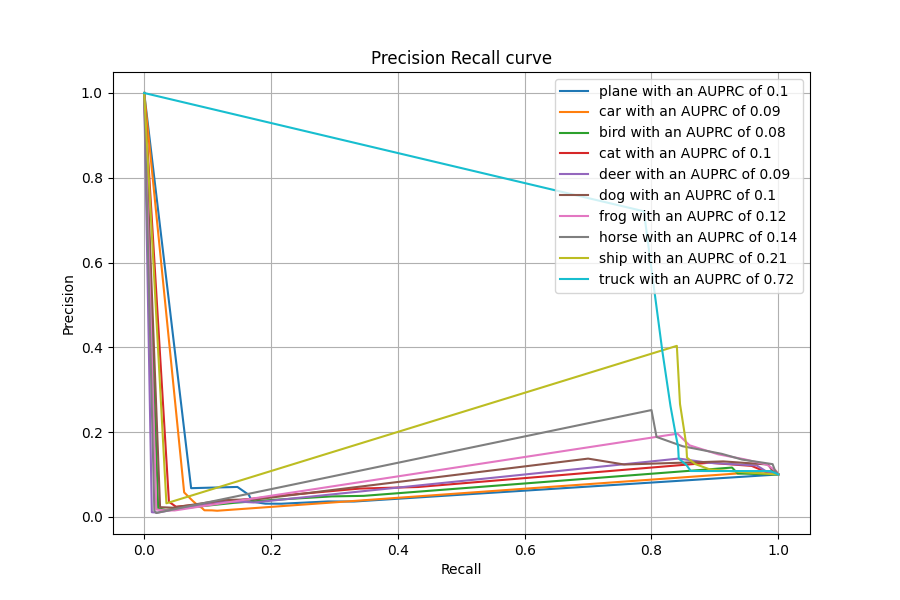 Precision Recall curve
1.0
0.8
0.6
0.4
0.2
0.0
Precision
plane with an AUPRC of 0.1
car with an AUPRC of 0.09
bird with an AUPRC of 0.08
cat with an AUPRC of 0.1
deer with an AUPRC of 0.09
dog with an AUPRC of 0.1
frog with an AUPRC of 0.12
horse with an AUPRC of 0.14
ship with an AUPRC of 0.21
truck with an AUPRC of 0.72
0.0 0.2 0.4 0.6 0.8 1.0
Recall